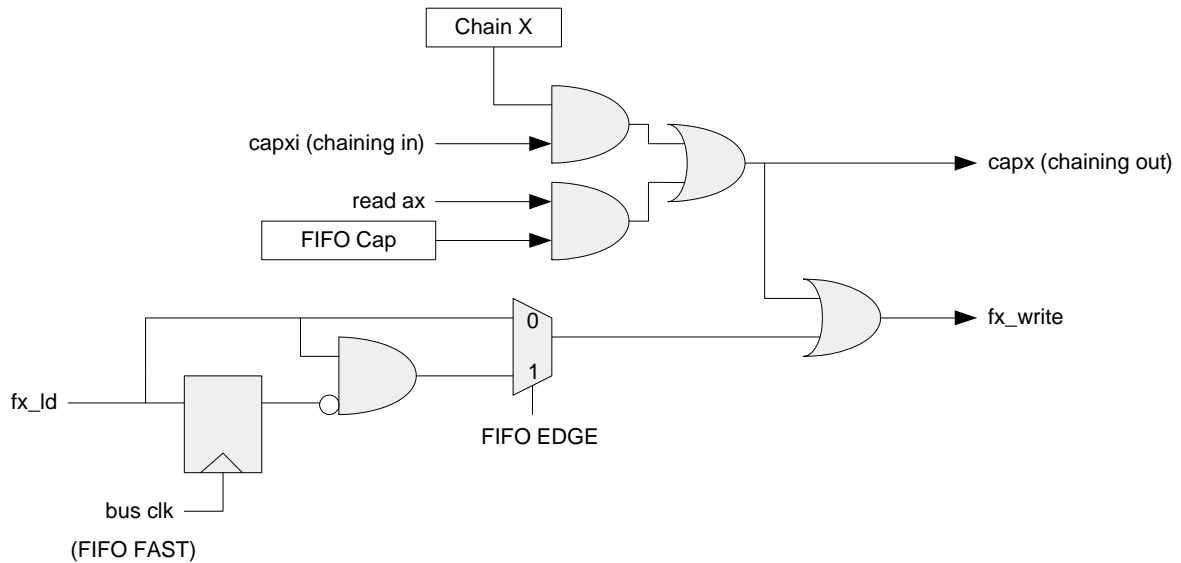 Chain X
capxi (chaining in)
capx (chaining out)
read ax
FIFO Cap
0
fx_write
1
fx_ld
FIFO EDGE
bus clk
(FIFO FAST)